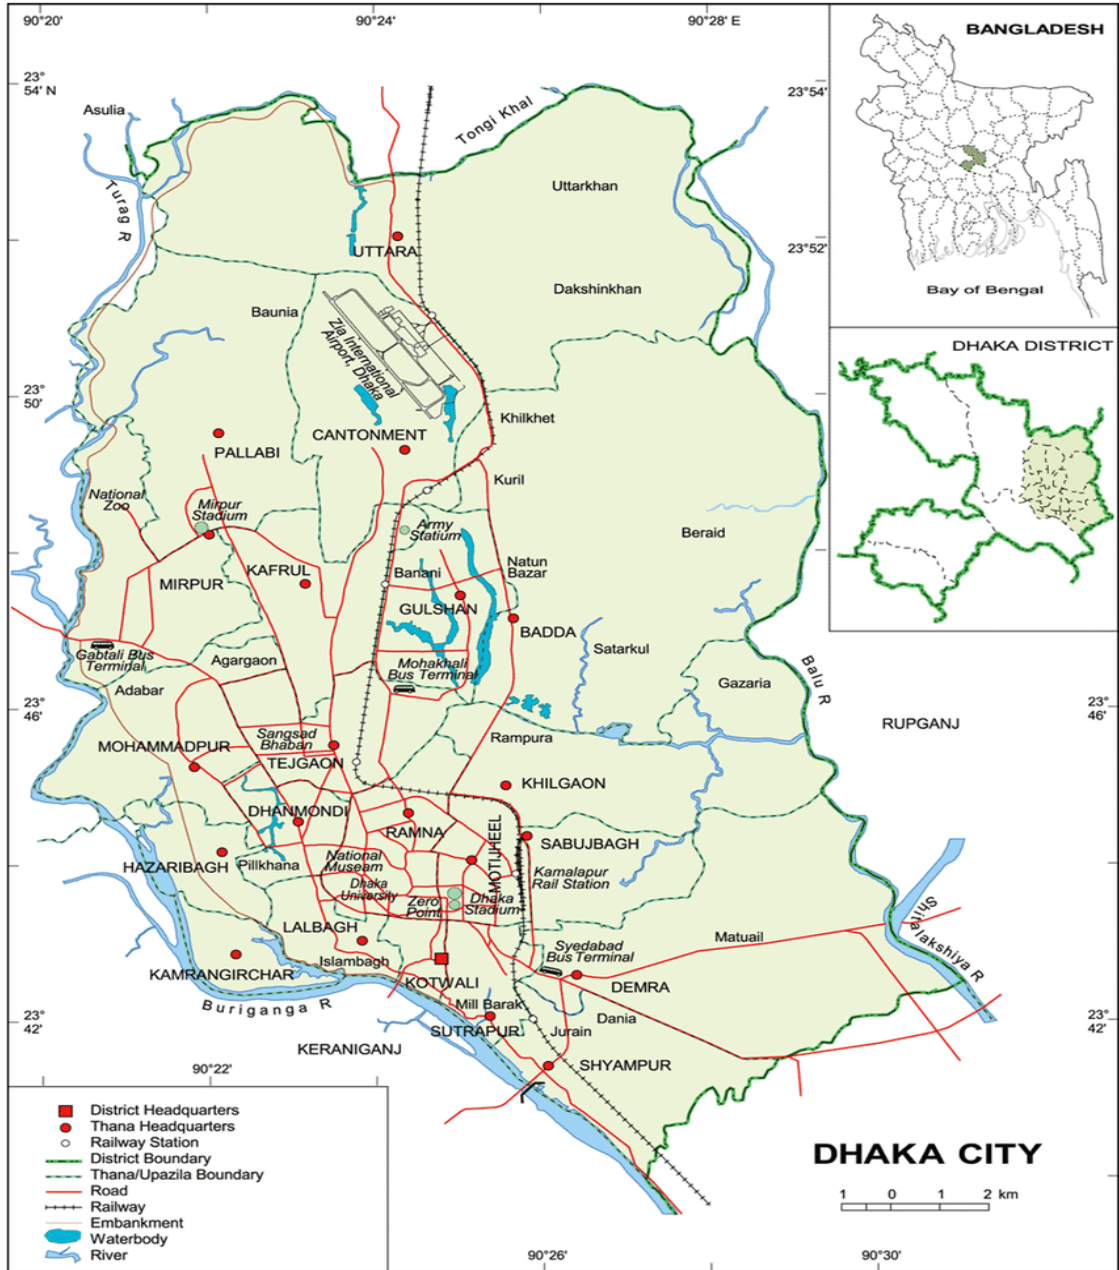 90°20'
90°24'
90°28' E
BANGLADESH
Bay of Bengal
DHAKA DISTRICT
23°
54' N
23°54'
Asulia
Tongi Khal
Turag R
Uttarkhan
UTTARA
23°52'
Dakshinkhan
Baunia
Zia International
Airport, Dhaka
23°
50'
Khilkhet
CANTONMENT
PALLABI
Kuril
National
Zoo
Mirpur
Stadium
Army
Statium
Beraid
Natun
Bazar
KAFRUL
Banani
MIRPUR
GULSHAN
BADDA
Satarkul
Gabtali Bus
Terminal
Agargaon
Mohakhali
Bus Terminal
Adabar
Gazaria
Balu R
23°
46'
23°
46'
RUPGANJ
Sangsad
Bhaban
MOHAMMADPUR
Rampura
TEJGAON
KHILGAON
DHANMONDI
RAMNA
MOTIJHEEL
SABUJBAGH
HAZARIBAGH
Pillkhana
National
Museam
Kamalapur
Rail Station
Dhaka
University
Zero
Point
Dhaka
Stadium
LALBAGH
Shitalakshiya R
Matuail
Islambagh
Syedabad
Bus Terminal
KAMRANGIRCHAR
KOTWALI
DEMRA
Buriganga R
Mill Barak
Dania
23°
42'
23°
42'
SUTRAPUR
Jurain
KERANIGANJ
SHYAMPUR
90°22'
District Headquarters
Thana Headquarters
Railway Station
District Boundary
Thana/Upazila Boundary
Road
Railway
Embankment
Waterbody
River
DHAKA CITY
1 0 1 2 km
90°26'
90°30'